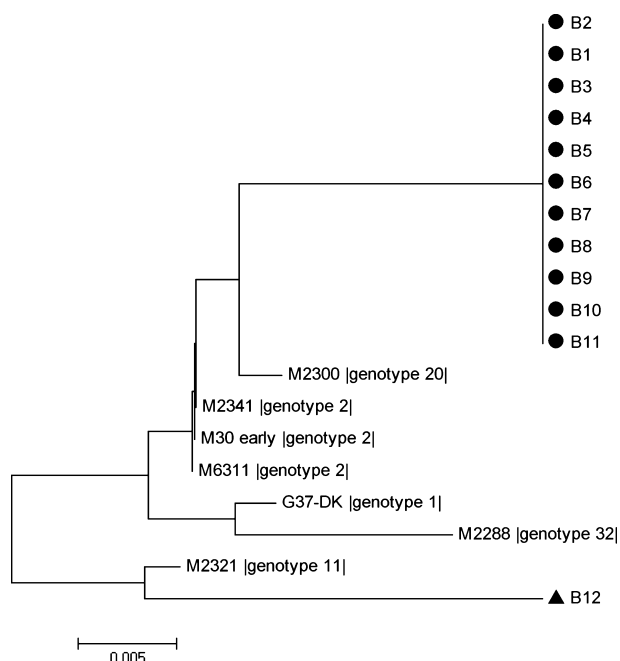 B2
B1
B3
B4
B5
B6
B7
B8
B9
B10
B11
M2300 |genotype 20|
M2341 |genotype 2|
M30 early |genotype 2|
M6311 |genotype 2|
G37-DK |genotype 1|
M2288 |genotype 32|
M2321 |genotype 11|
B12
0.005